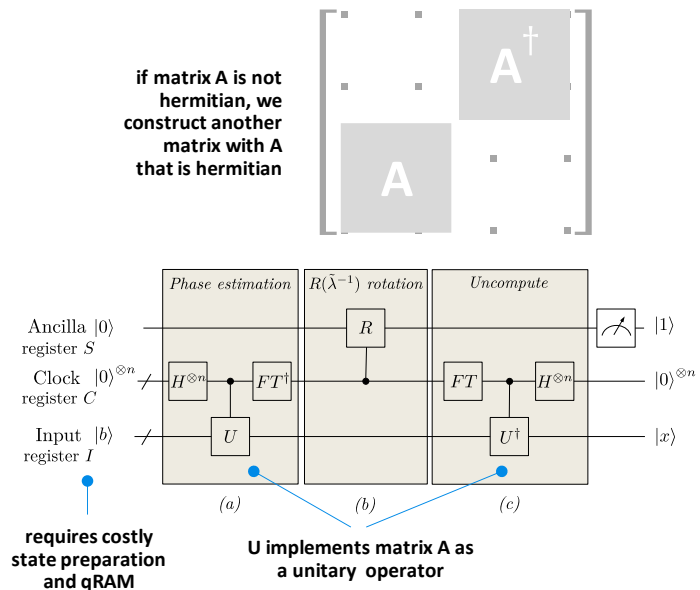 if matrix A is not
hermitian, we
construct another
matrix with A
that is hermitian
A†
A
Phase estimation
R(λ̃⁻¹) rotation
Uncompute
Ancilla |0⟩
register S
R
|1⟩
Clock |0⟩⊗n
register C
H⊗n
FT†
FT
H⊗n
|0⟩⊗n
Input |b⟩
register I
U
U†
|x⟩
(a)
(b)
(c)
requires costly
state preparation
and qRAM
U implements matrix A as
a unitary operator